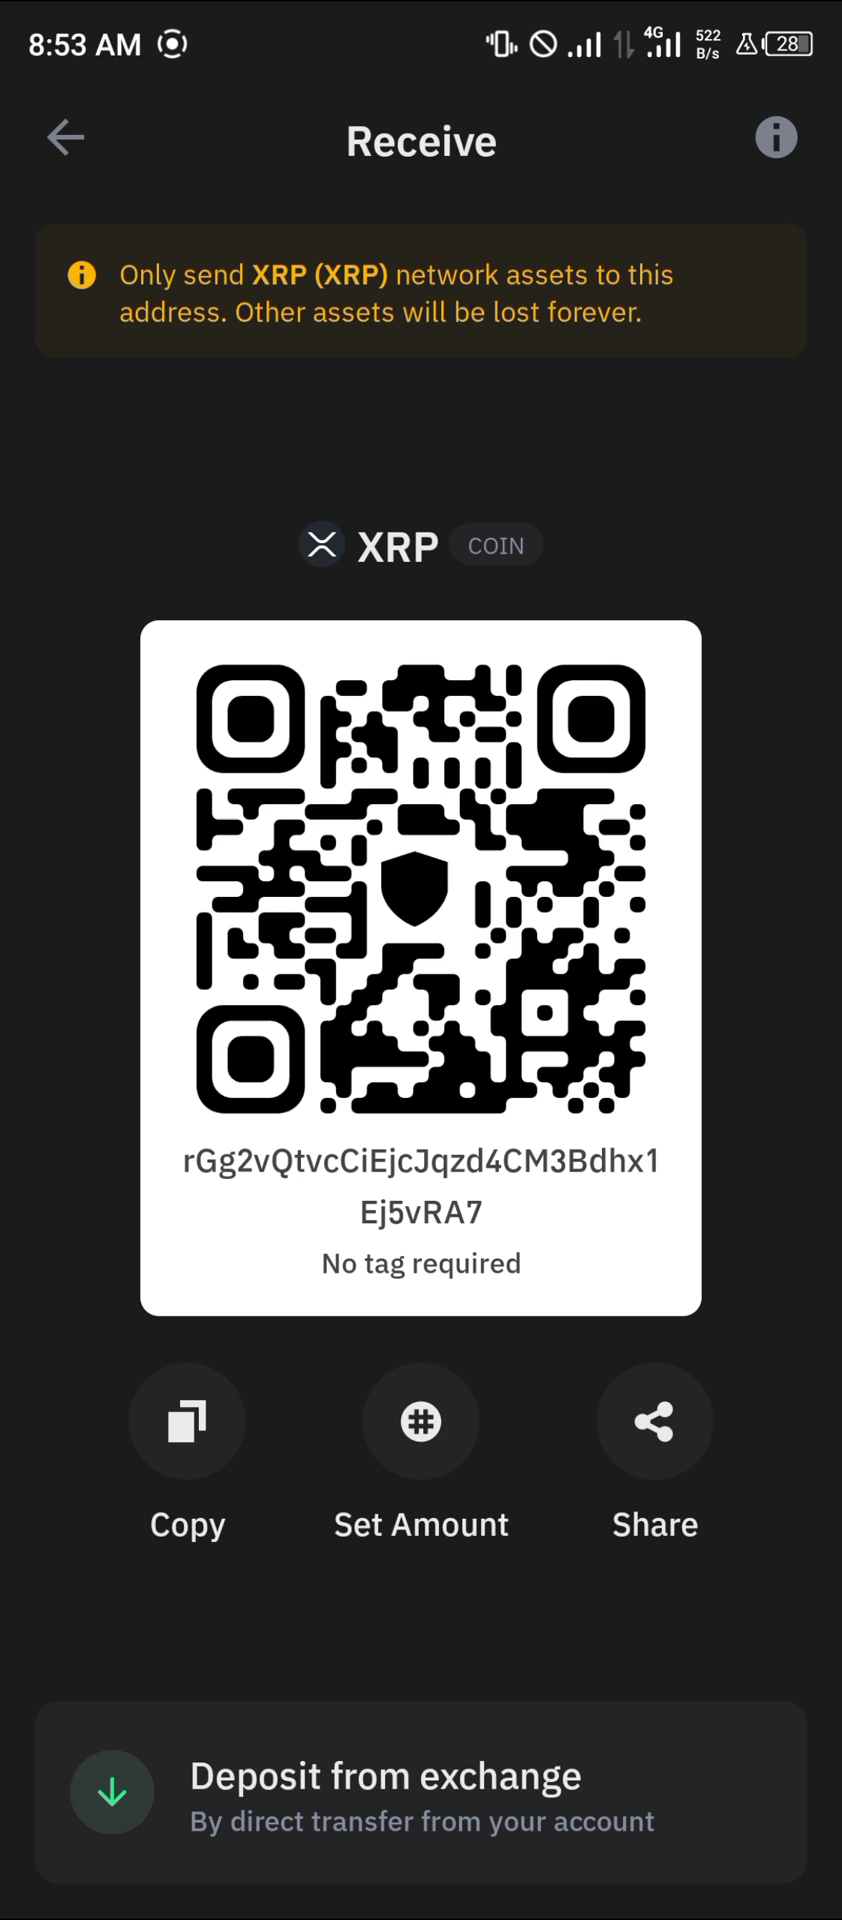 8:53 AM
4G
522
B/s
28
Receive
Only send XRP (XRP) network assets to this
address. Other assets will be lost forever.
XRP COIN
rGg2vQtvcCiEjcJqzd4CM3Bdhx1
Ej5vRA7
No tag required
Copy
Set Amount
Share
Deposit from exchange
By direct transfer from your account